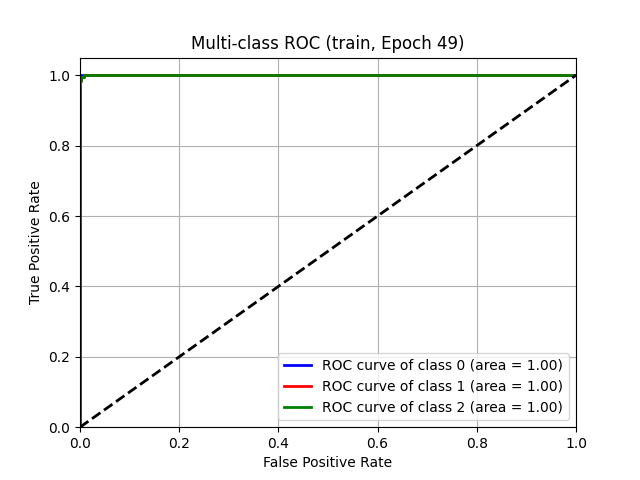 Multi-class ROC (train, Epoch 49)
True Positive Rate
1.0
0.8
0.6
0.4
0.2
0.0
ROC curve of class 0 (area = 1.00)
ROC curve of class 1 (area = 1.00)
ROC curve of class 2 (area = 1.00)
0.0 0.2 0.4 0.6 0.8 1.0
False Positive Rate